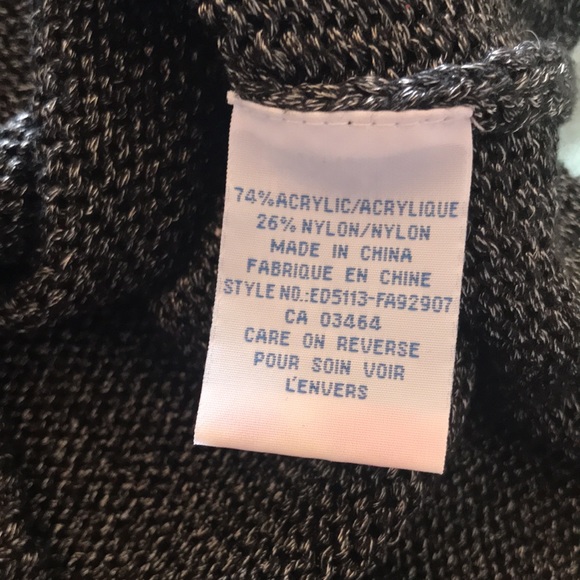 74% ACRYLIC/ACRYLIQUE
26% NYLON/NYLON
MADE IN CHINA
FABRIQUE EN CHINE
STYLE NO.:ED5113-FA92907
CA 03464
CARE ON REVERSE
POUR SOIN VOIR
L'ENVERS